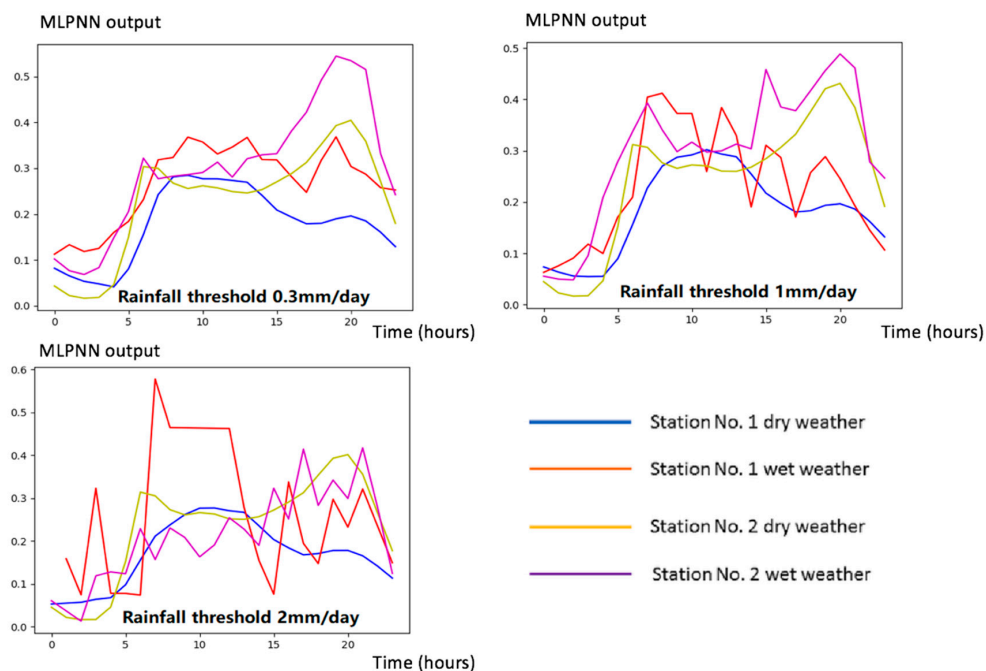 MLPNN output
0.5
0.4
0.3
0.2
0.1
0.0
Rainfall threshold 0.3mm/day
0 5 10 15 20
Time (hours)
MLPNN output
0.5
0.4
0.3
0.2
0.1
0.0
Rainfall threshold 1mm/day
0 5 10 15 20
Time (hours)
MLPNN output
0.6
0.5
0.4
0.3
0.2
0.1
0.0
Rainfall threshold 2mm/day
0 5 10 15 20
Time (hours)
Station No. 1 dry weather
Station No. 1 wet weather
Station No. 2 dry weather
Station No. 2 wet weather